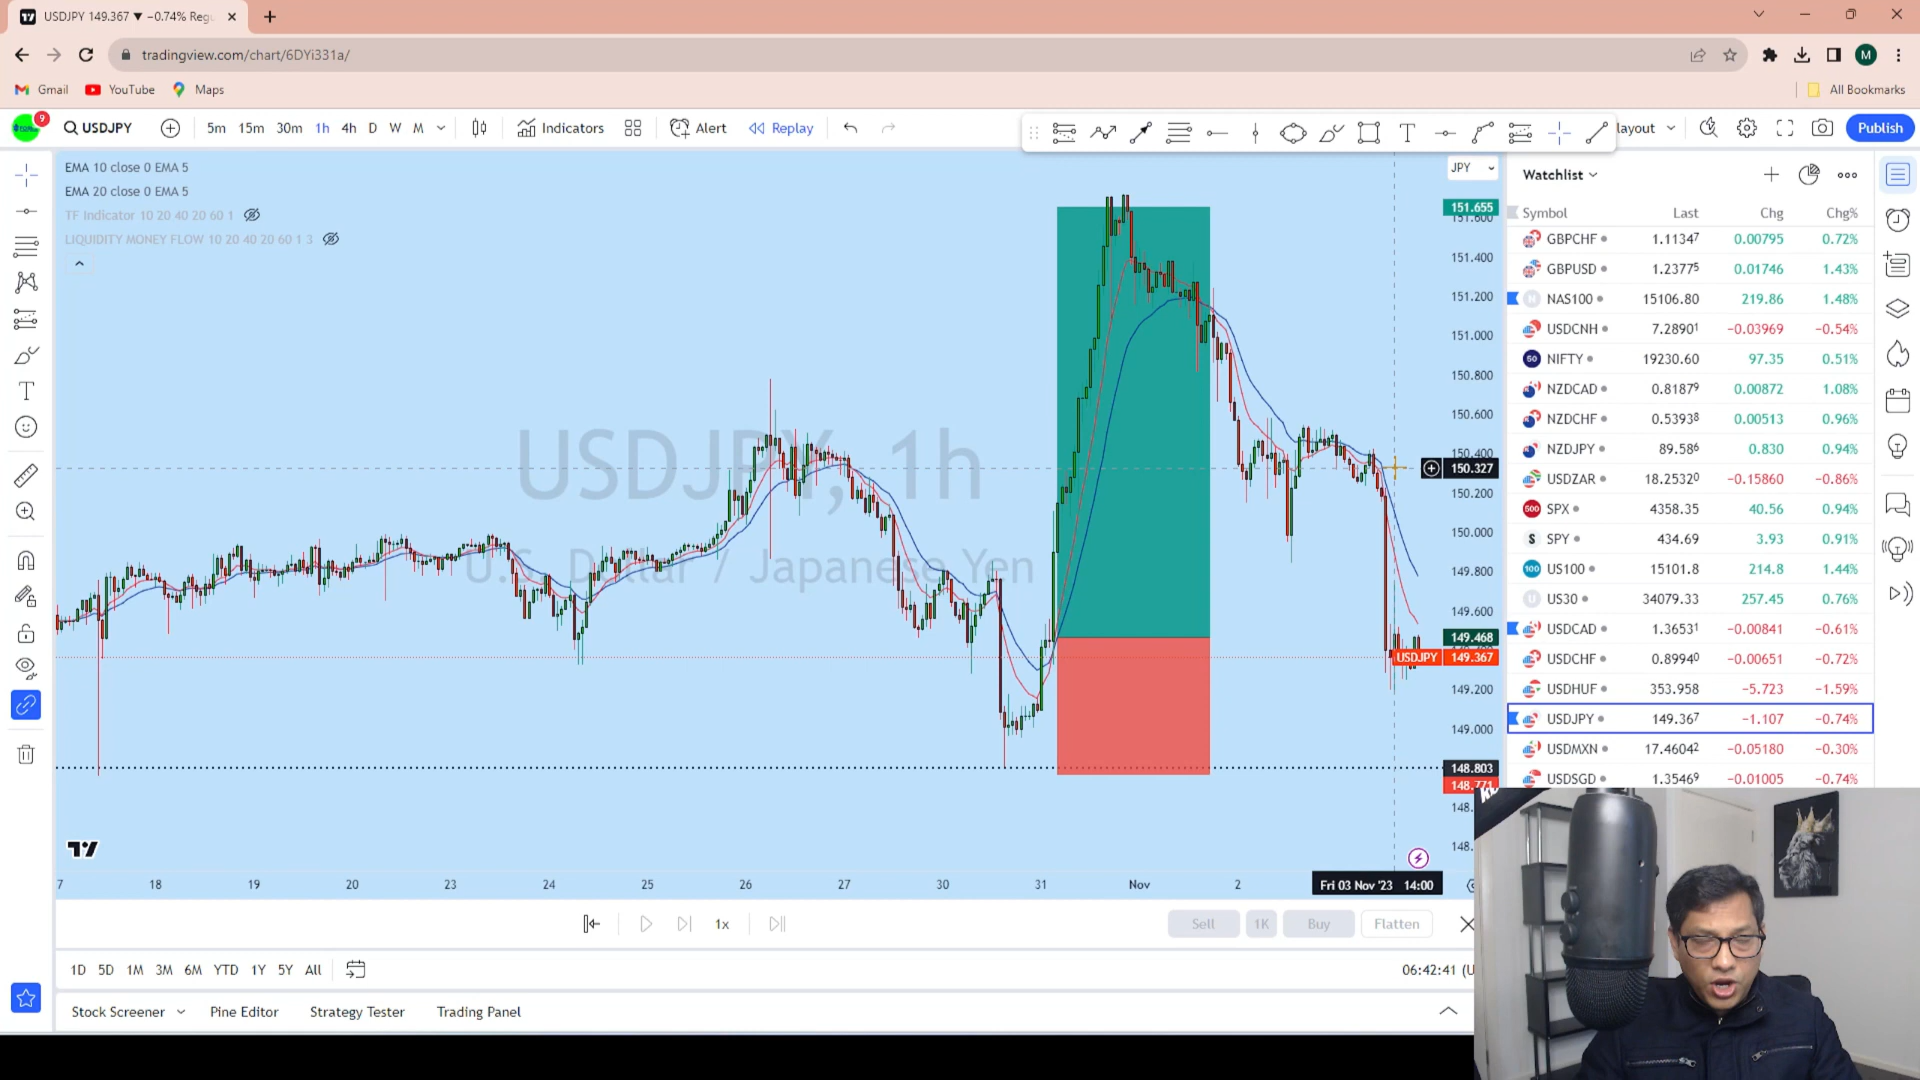 USDJPY 149.367 ▼ −0.74% Regu
tradingview.com/chart/6DYi331a/
Gmail YouTube Maps All Bookmarks
9 USDJPY 5m 15m 30m 1h 4h D W M Indicators Alert Replay ayout Publish
EMA 10 close 0 EMA 5
EMA 20 close 0 EMA 5
TF Indicator 10 20 40 20 60 1
LIQUIDITY MONEY FLOW 10 20 40 20 60 1 3
USDJPY, 1h
U.S. Dollar / Japanese Yen
JPY
151.655
151.600
151.400
151.200
151.000
150.800
150.600
150.400
150.327
150.200
150.000
149.800
149.600
149.468
USDJPY 149.367
149.200
149.000
148.803
148.771
148.
148.
17 18 19 20 23 24 25 26 27 30 31 Nov 2 Fri 03 Nov '23 14:00
Watchlist
Symbol Last Chg Chg%
GBPCHF 1.11347 0.00795 0.72%
GBPUSD 1.23775 0.01746 1.43%
NAS100 15106.80 219.86 1.48%
USDCNH 7.28901 −0.03969 −0.54%
50 NIFTY 19230.60 97.35 0.51%
NZDCAD 0.81879 0.00872 1.08%
NZDCHF 0.53938 0.00513 0.96%
NZDJPY 89.586 0.830 0.94%
USDZAR 18.25320 −0.15860 −0.86%
500 SPX 4358.35 40.56 0.94%
S SPY 434.69 3.93 0.91%
100 US100 15101.8 214.8 1.44%
U US30 34079.33 257.45 0.76%
USDCAD 1.36531 −0.00841 −0.61%
USDCHF 0.89940 −0.00651 −0.72%
USDHUF 353.958 −5.723 −1.59%
USDJPY 149.367 −1.107 −0.74%
USDMXN 17.46042 −0.05180 −0.30%
USDSGD 1.35469 −0.01005 −0.74%
1x Sell 1K Buy Flatten
1D 5D 1M 3M 6M YTD 1Y 5Y All 06:42:41 (U
Stock Screener Pine Editor Strategy Tester Trading Panel